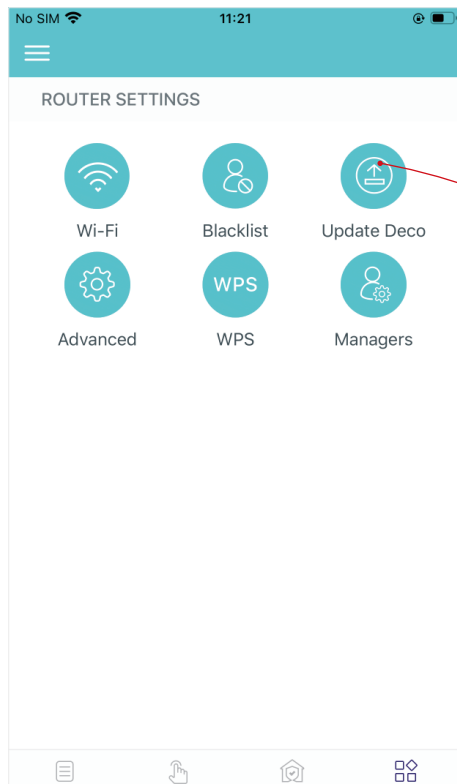 No SIM 11:21
ROUTER SETTINGS
Wi-Fi Blacklist Update Deco
WPS
Advanced WPS Managers